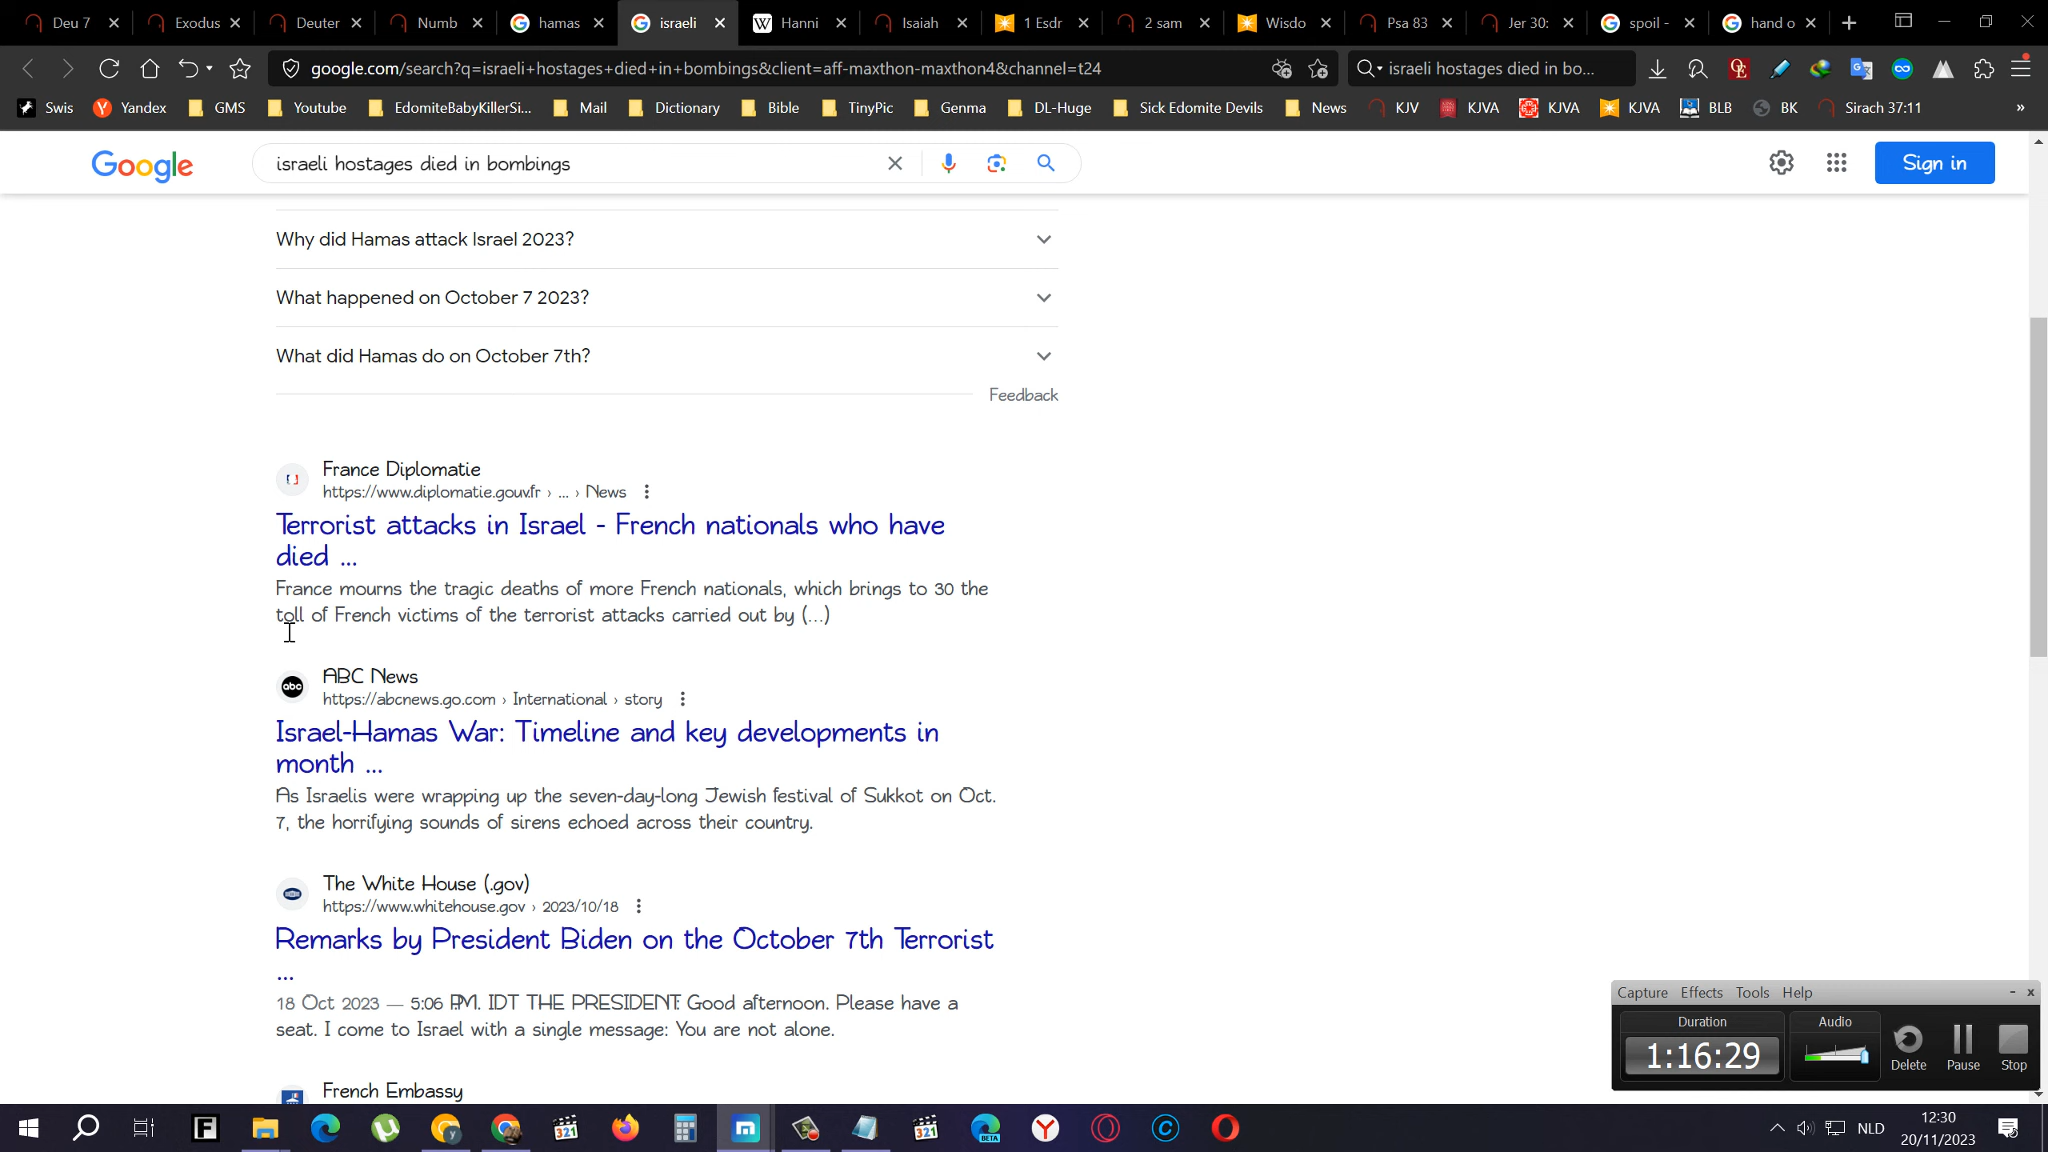 Deu 7
Exodus
Deuter
Numb
hamas
israeli
Hanni
Isaiah
1 Esdr
2 sam
Wisdo
Psa 83
Jer 30:
spoil -
hand o
google.com/search?q=israeli+hostages+died+in+bombings&client=aff-maxthon-maxthon4&channel=t24
israeli hostages died in bo...
Swis
Yandex
GMS
Youtube
EdomiteBabyKillerSi...
Mail
Dictionary
Bible
TinyPic
Genma
DL-Huge
Sick Edomite Devils
News
KJV
KJVA
KJVA
KJVA
BLB
BK
Sirach 37:11
Google
israeli hostages died in bombings
Sign in
Why did Hamas attack Israel 2023?
What happened on October 7 2023?
What did Hamas do on October 7th?
Feedback
France Diplomatie
https://www.diplomatie.gouv.fr › ... › News
Terrorist attacks in Israel - French nationals who have
died ...
France mourns the tragic deaths of more French nationals, which brings to 30 the
toll of French victims of the terrorist attacks carried out by (...)
abc
ABC News
https://abcnews.go.com › International › story
Israel-Hamas War: Timeline and key developments in
month ...
As Israelis were wrapping up the seven-day-long Jewish festival of Sukkot on Oct.
7, the horrifying sounds of sirens echoed across their country.
The White House (.gov)
https://www.whitehouse.gov › 2023/10/18
Remarks by President Biden on the October 7th Terrorist
...
18 Oct 2023 — 5:06 P.M. IDT THE PRESIDENT: Good afternoon. Please have a
seat. I come to Israel with a single message: You are not alone.
French Embassy
Capture Effects Tools Help
Duration
1:16:29
Audio
Delete
Pause
Stop
NLD
12:30
20/11/2023